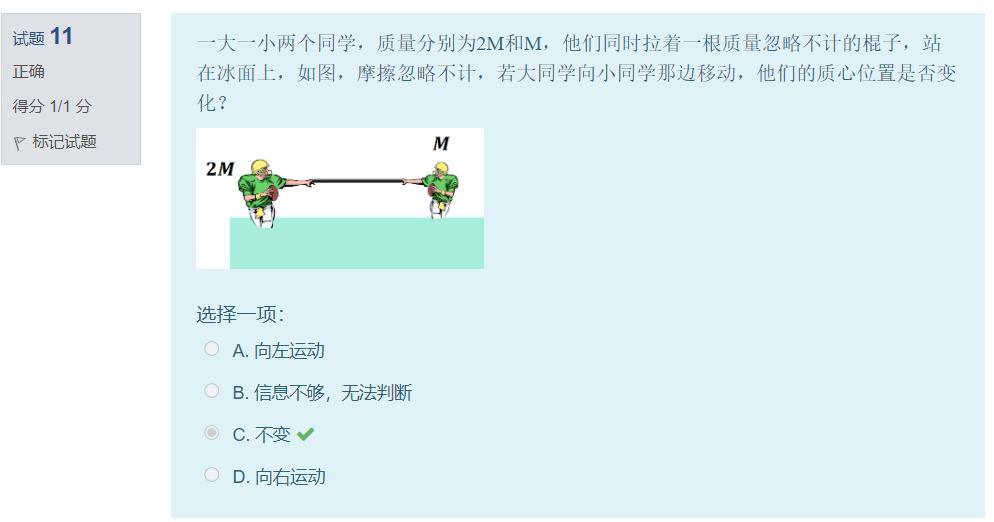 试题 11
正确
得分 1/1 分
标记试题
一大一小两个同学，质量分别为2M和M，他们同时拉着一根质量忽略不计的棍子，站
在冰面上，如图，摩擦忽略不计，若大同学向小同学那边移动，他们的质心位置是否变
化？
2M
M
选择一项：
A. 向左运动
B. 信息不够，无法判断
C. 不变
D. 向右运动